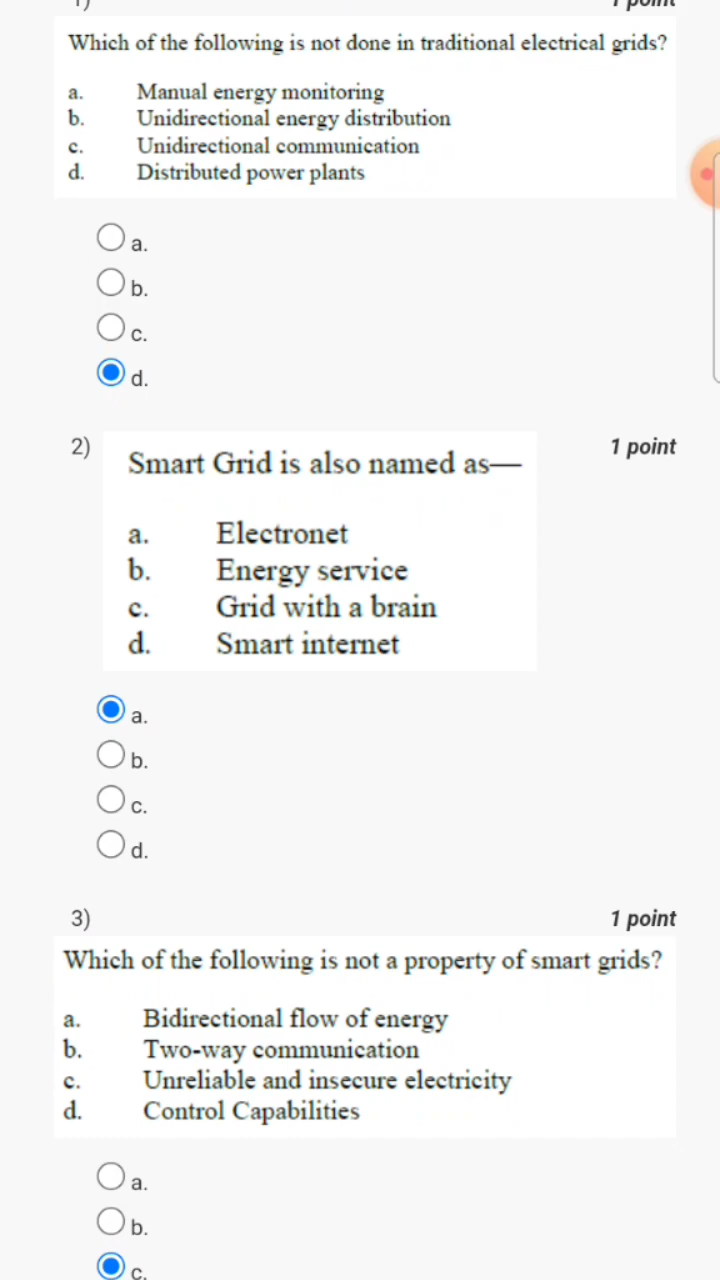 1)
1 point
Which of the following is not done in traditional electrical grids?
a. Manual energy monitoring
b. Unidirectional energy distribution
c. Unidirectional communication
d. Distributed power plants
a.
b.
c.
d.
2)
1 point
Smart Grid is also named as—
a. Electronet
b. Energy service
c. Grid with a brain
d. Smart internet
a.
b.
c.
d.
3)
1 point
Which of the following is not a property of smart grids?
a. Bidirectional flow of energy
b. Two-way communication
c. Unreliable and insecure electricity
d. Control Capabilities
a.
b.
c.